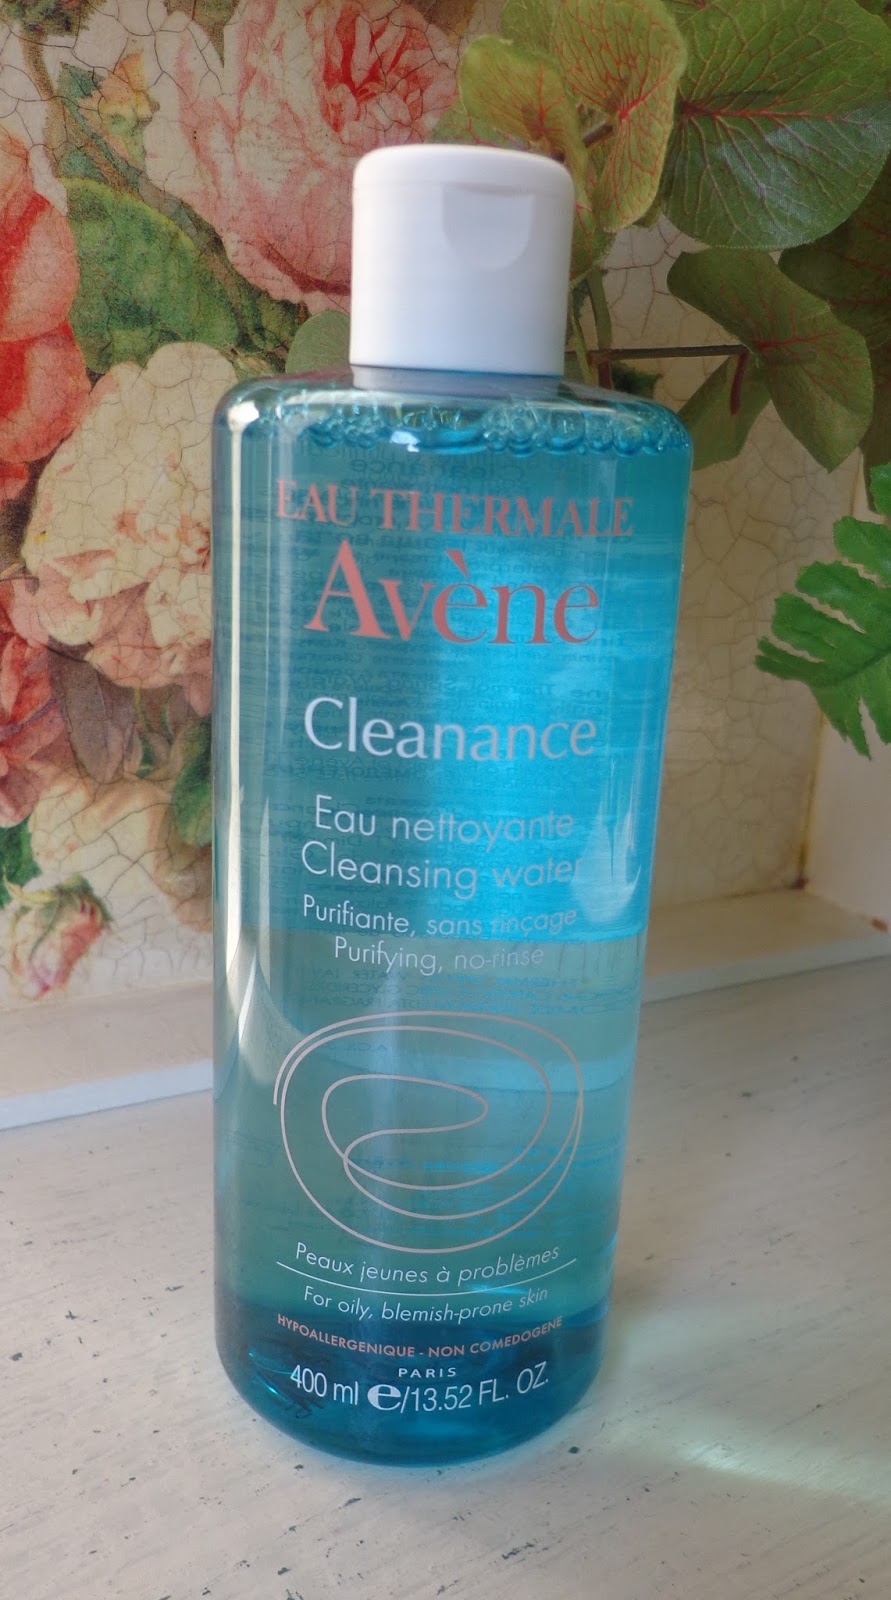 EAU THERMALE
Avène
Cleanance
Eau nettoyante
Cleansing water
Purifiante, sans rinçage
Purifying, no-rinse
Peaux jeunes à problèmes
For oily, blemish-prone skin
HYPOALLERGENIQUE - NON COMEDOGENE
PARIS
400 ml e/13.52 FL. OZ.